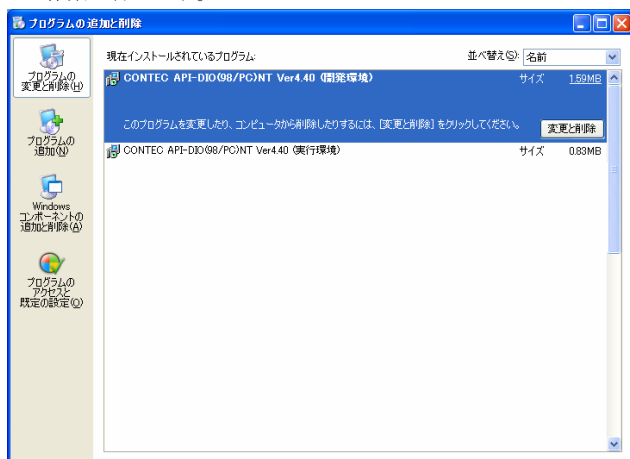 プログラムの追加と削除
プログラムの
変更と削除(H)
プログラムの
追加(N)
Windows
コンポーネントの
追加と削除(A)
プログラムの
アクセスと
既定の設定(O)
現在インストールされているプログラム:
並べ替え(S): 名前
CONTEC API-DIO(98/PC)NT Ver4.40 (開発環境)
サイズ 1.59MB
このプログラムを変更したり、コンピュータから削除したりするには、[変更と削除] をクリックしてください。
変更と削除
CONTEC API-DIO(98/PC)NT Ver4.40 (実行環境)
サイズ 0.83MB